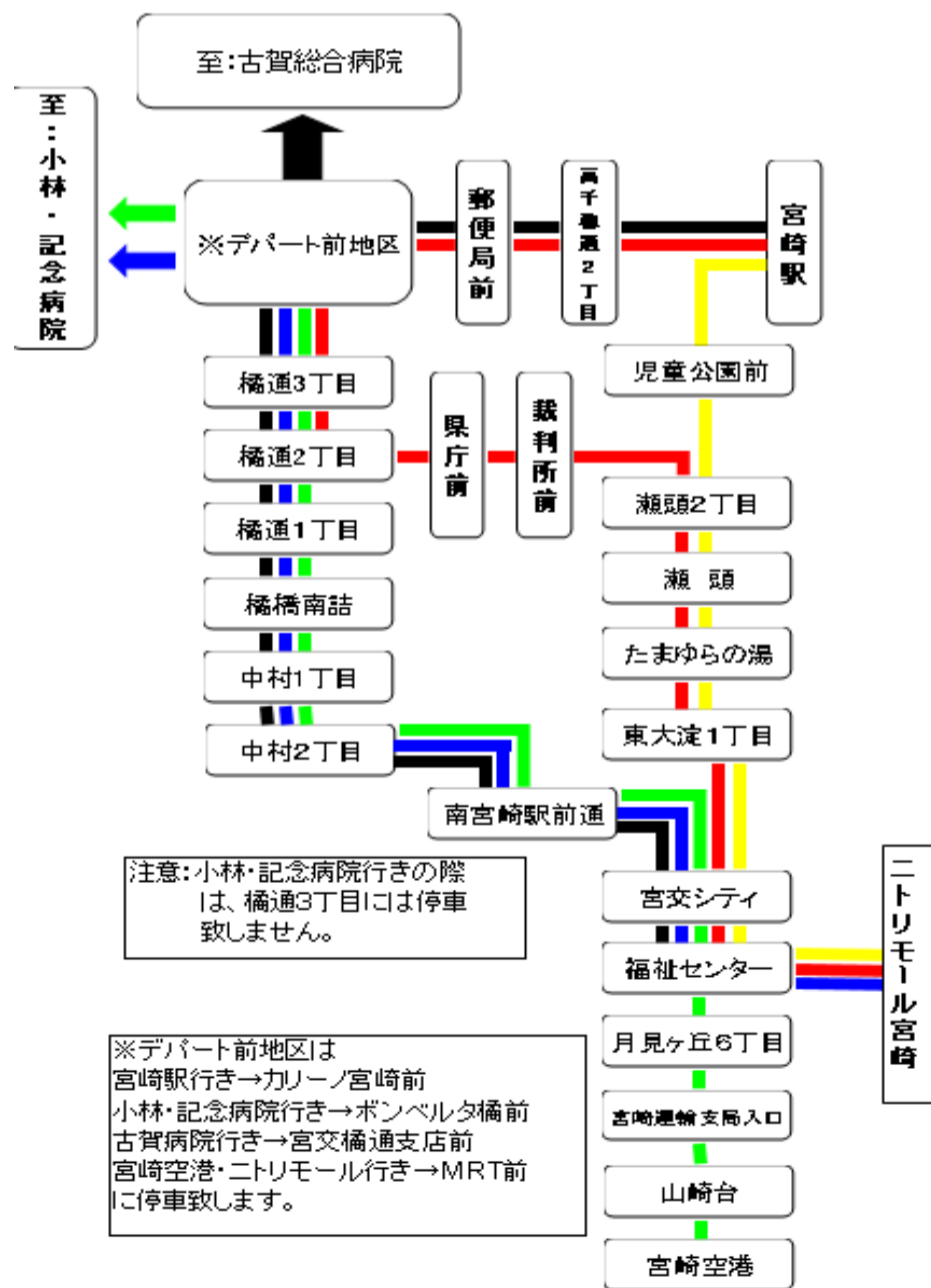 至:古賀総合病院
至:小林・記念病院
※デパート前地区
郵便局前
高千穂通2丁目
宮崎駅
児童公園前
橘通3丁目
橘通2丁目
県庁前
裁判所前
瀬頭2丁目
橘通1丁目
瀬 頭
橘橋南詰
たまゆらの湯
中村1丁目
東大淀1丁目
中村2丁目
南宮崎駅前通
宮交シティ
福祉センター
ニトリモール宮崎
注意:小林・記念病院行きの際
は、橘通3丁目には停車
致しません。
月見ヶ丘6丁目
宮崎運輸支局入口
山崎台
宮崎空港
※デパート前地区は
宮崎駅行き→カリーノ宮崎前
小林・記念病院行き→ボンベルタ橘前
古賀病院行き→宮交橘通支店前
宮崎空港・ニトリモール行き→MRT前
に停車致します。